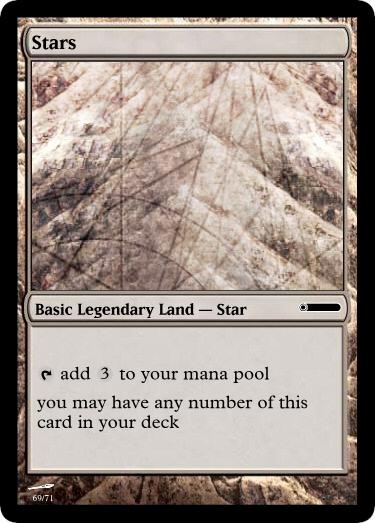 Stars
Basic Legendary Land — Star
add 3 to your mana pool
you may have any number of this
card in your deck
69/71